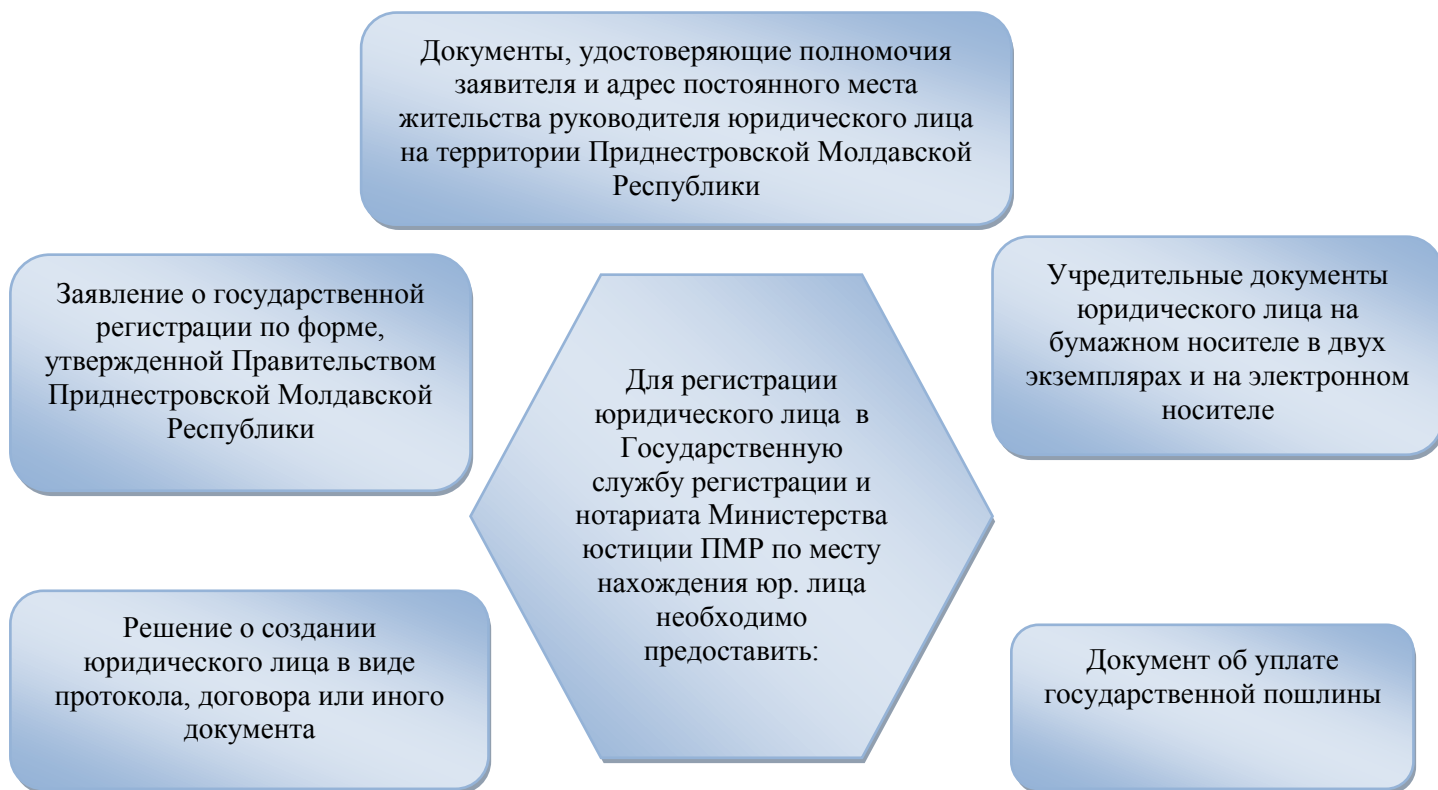 Документы, удостоверяющие полномочия
заявителя и адрес постоянного места
жительства руководителя юридического лица
на территории Приднестровской Молдавской
Республики
Заявление о государственной
регистрации по форме,
утвержденной Правительством
Приднестровской Молдавской
Республики
Учредительные документы
юридического лица на
бумажном носителе в двух
экземплярах и на электронном
носителе
Для регистрации
юридического лица в
Государственную
службу регистрации и
нотариата Министерства
юстиции ПМР по месту
нахождения юр. лица
необходимо
предоставить:
Решение о создании
юридического лица в виде
протокола, договора или иного
документа
Документ об уплате
государственной пошлины